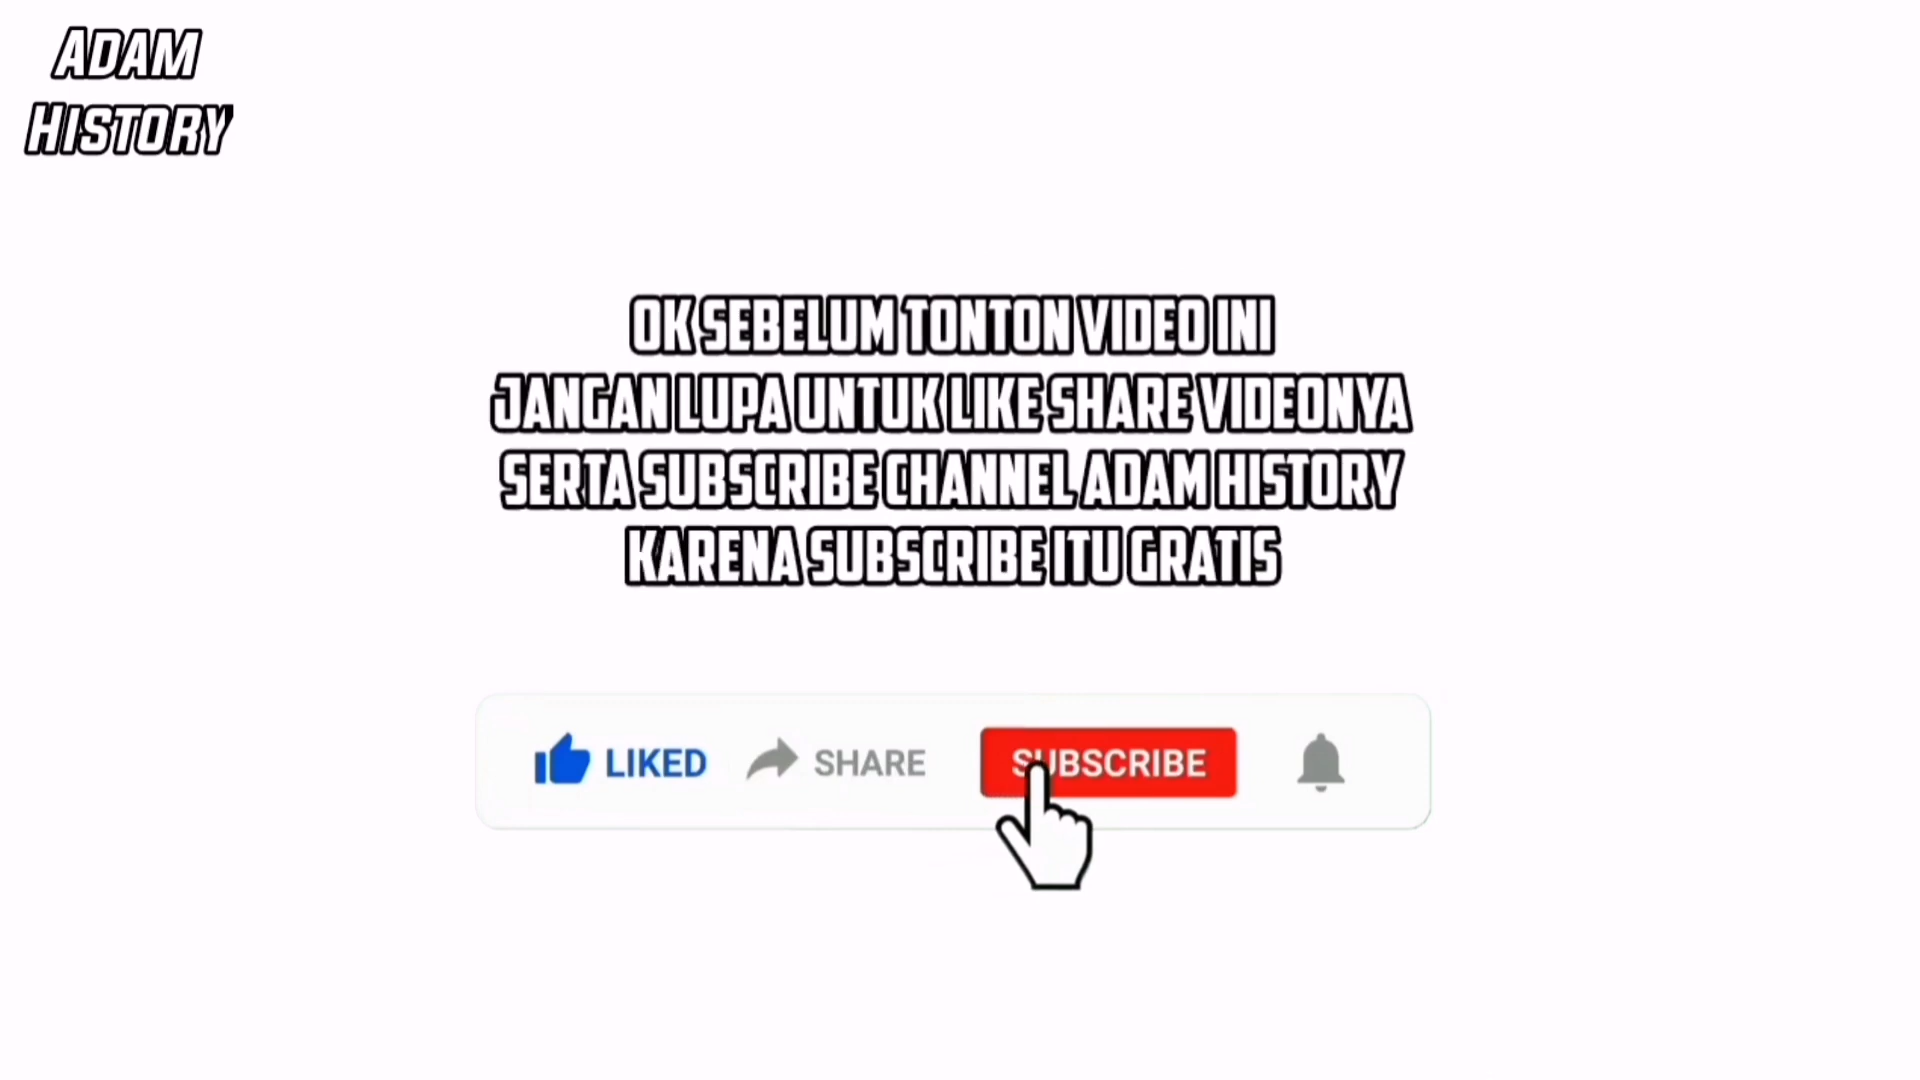 ADAM
HISTORY
OK SEBELUM TONTON VIDEO INI
JANGAN LUPA UNTUK LIKE SHARE VIDEONYA
SERTA SUBSCRIBE CHANNEL ADAM HISTORY
KARENA SUBSCRIBE ITU GRATIS
LIKED SHARE SUBSCRIBE